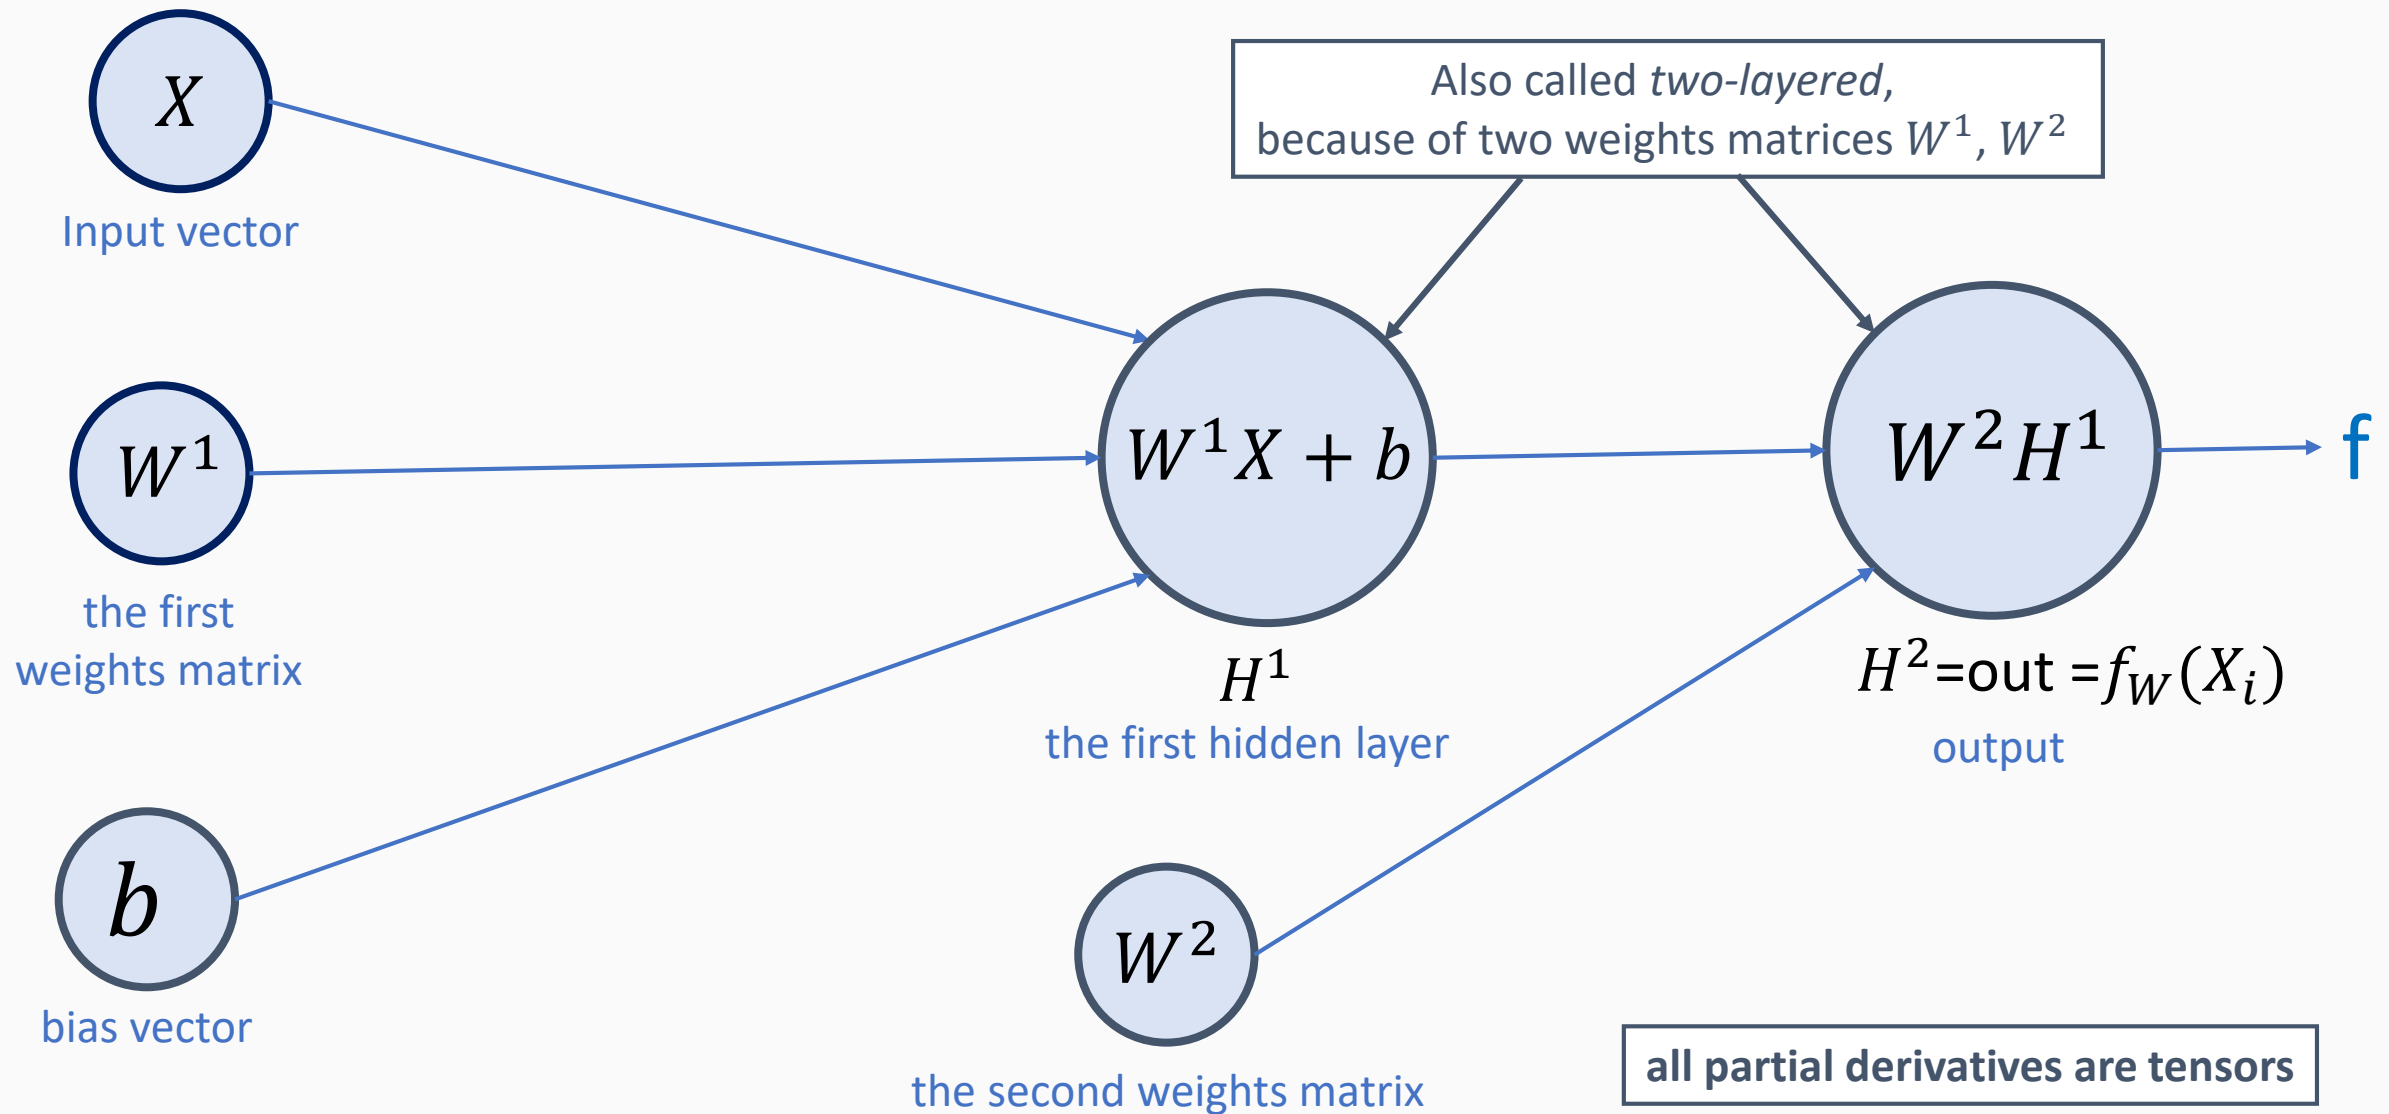 X
Input vector
Also called two-layered,
because of two weights matrices W¹, W²
W¹
the first
weights matrix
W¹X + b
H¹
the first hidden layer
W²H¹
f
H²=out =f_W(X_i)
output
b
bias vector
W²
the second weights matrix
all partial derivatives are tensors